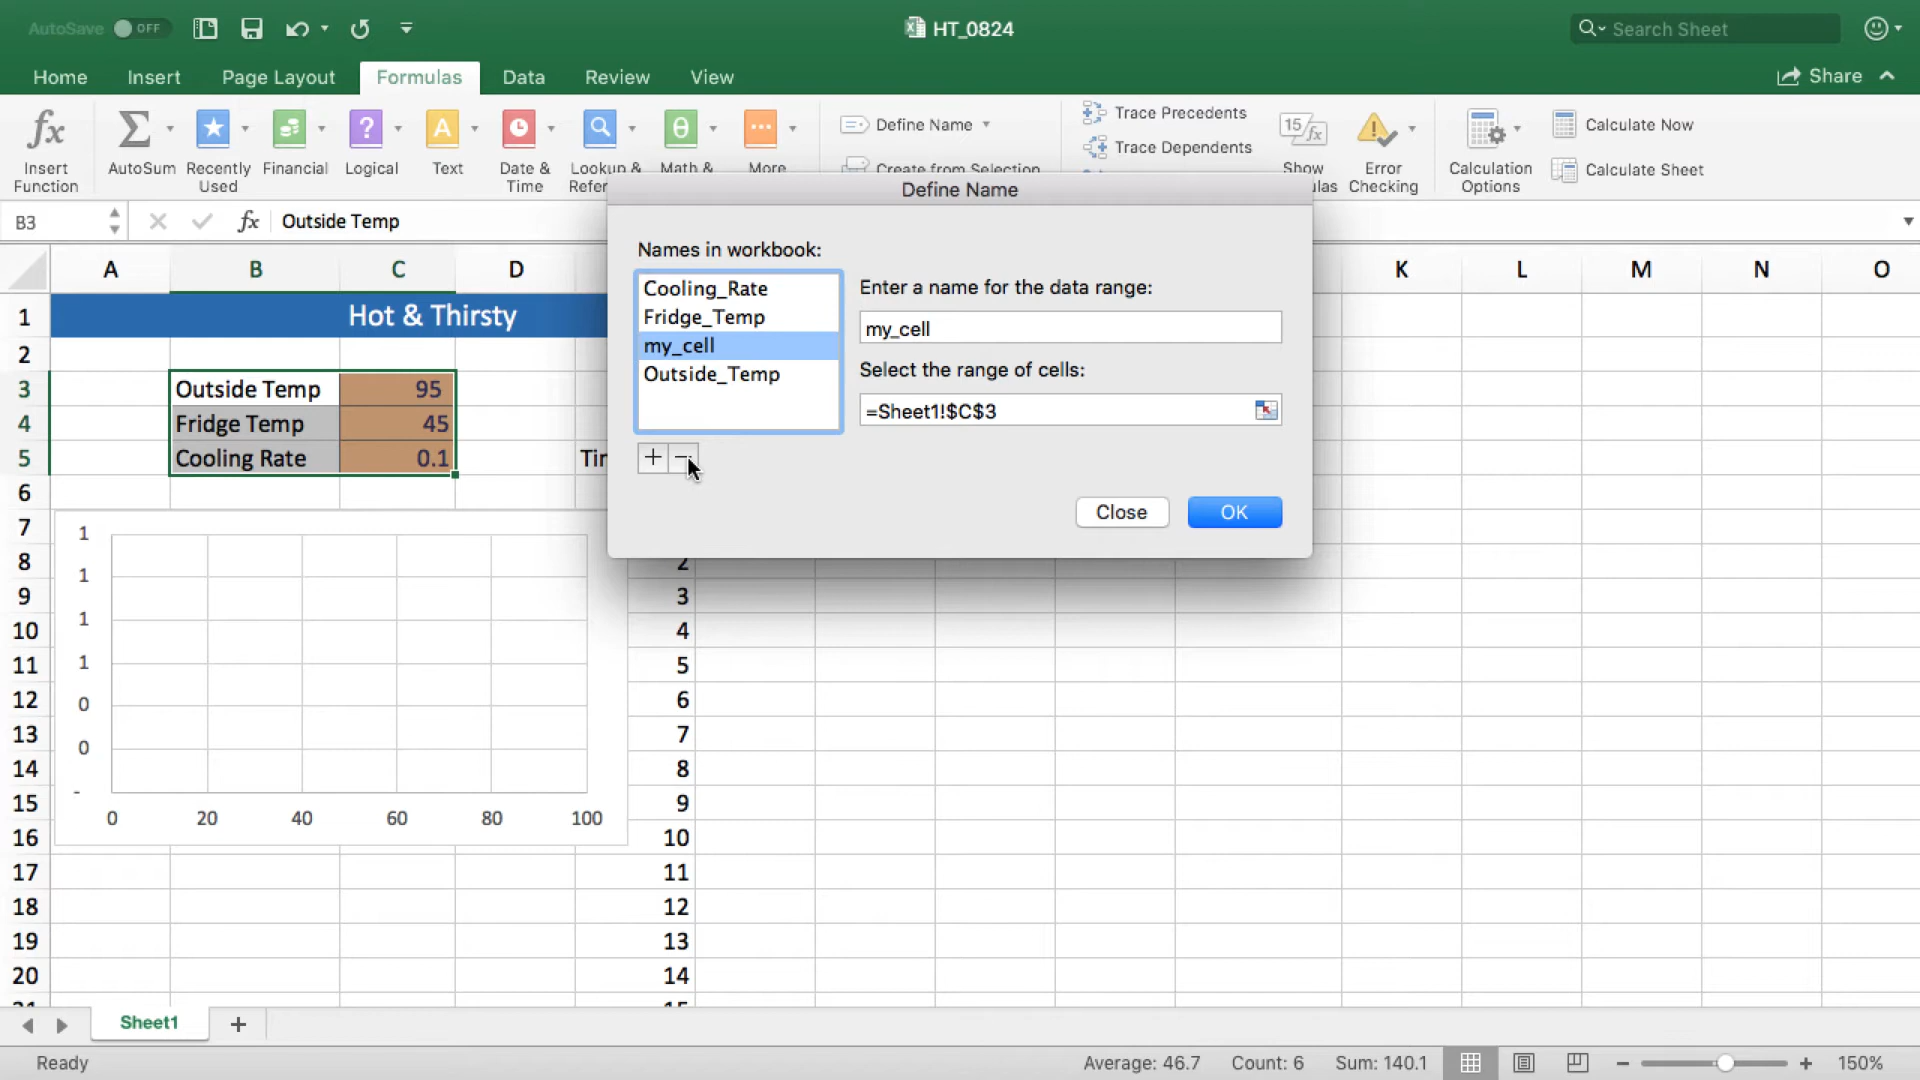 AutoSave OFF
HT_0824
Search Sheet
Home Insert Page Layout Formulas Data Review View
Share
Insert Function
AutoSum
Recently Used
Financial
Logical
Text
Date & Time
Lookup &
Math &
More
Define Name
Create from Selection
Trace Precedents
Trace Dependents
Show
Error Checking
Calculation Options
Calculate Now
Calculate Sheet
B3
fx Outside Temp
A B C D K L M N O
1 Hot & Thirsty
2
3 Outside Temp 95
4 Fridge Temp 45
5 Cooling Rate 0.1
6
7
8 2
9 3
10 4
11 5
12 6
13 7
14 8
15 9
16 10
17 11
18 12
19 13
20 14
1
1
1
1
0
0
-
0 20 40 60 80 100
Define Name
Names in workbook:
Cooling_Rate
Fridge_Temp
my_cell
Outside_Temp
Enter a name for the data range:
my_cell
Select the range of cells:
=Sheet1!$C$3
Close OK
Sheet1
Ready
Average: 46.7 Count: 6 Sum: 140.1
150%